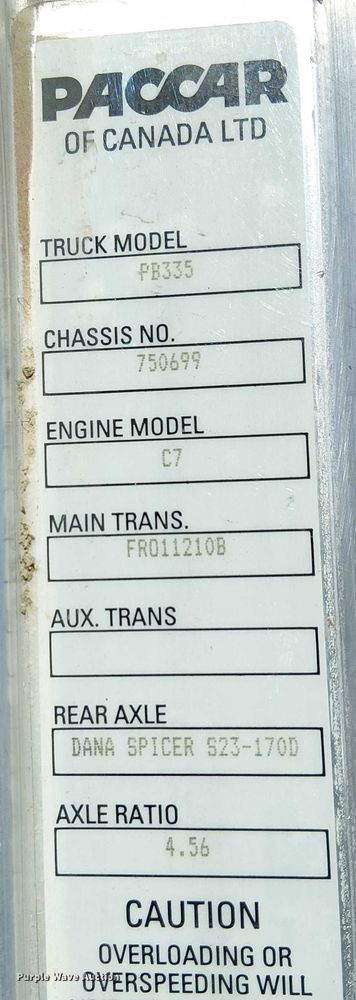 PACCAR
OF CANADA LTD
TRUCK MODEL
PB335
CHASSIS NO.
750699
ENGINE MODEL
C7
MAIN TRANS.
FRO11210B
AUX. TRANS
REAR AXLE
DANA SPICER S23-170D
AXLE RATIO
4.56
CAUTION
OVERLOADING OR
OVERSPEEDING WILL
Purple Wave Auction